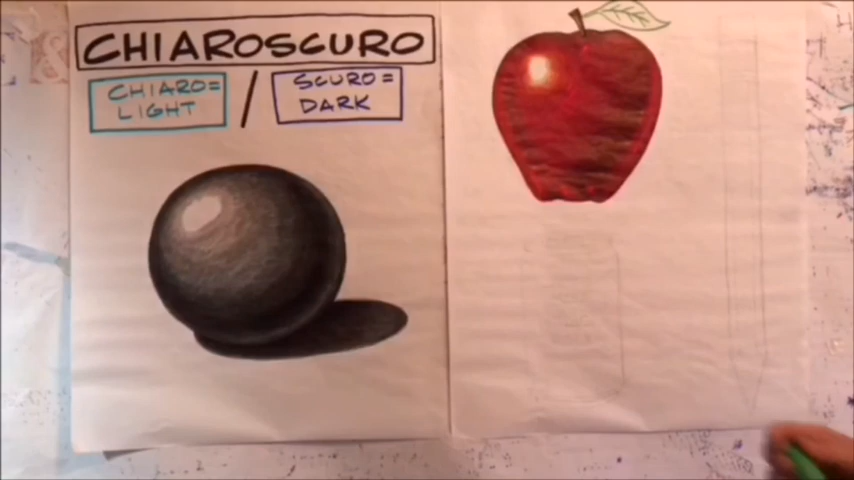 CHIAROSCURO
CHIARO=
LIGHT
/
SCURO=
DARK